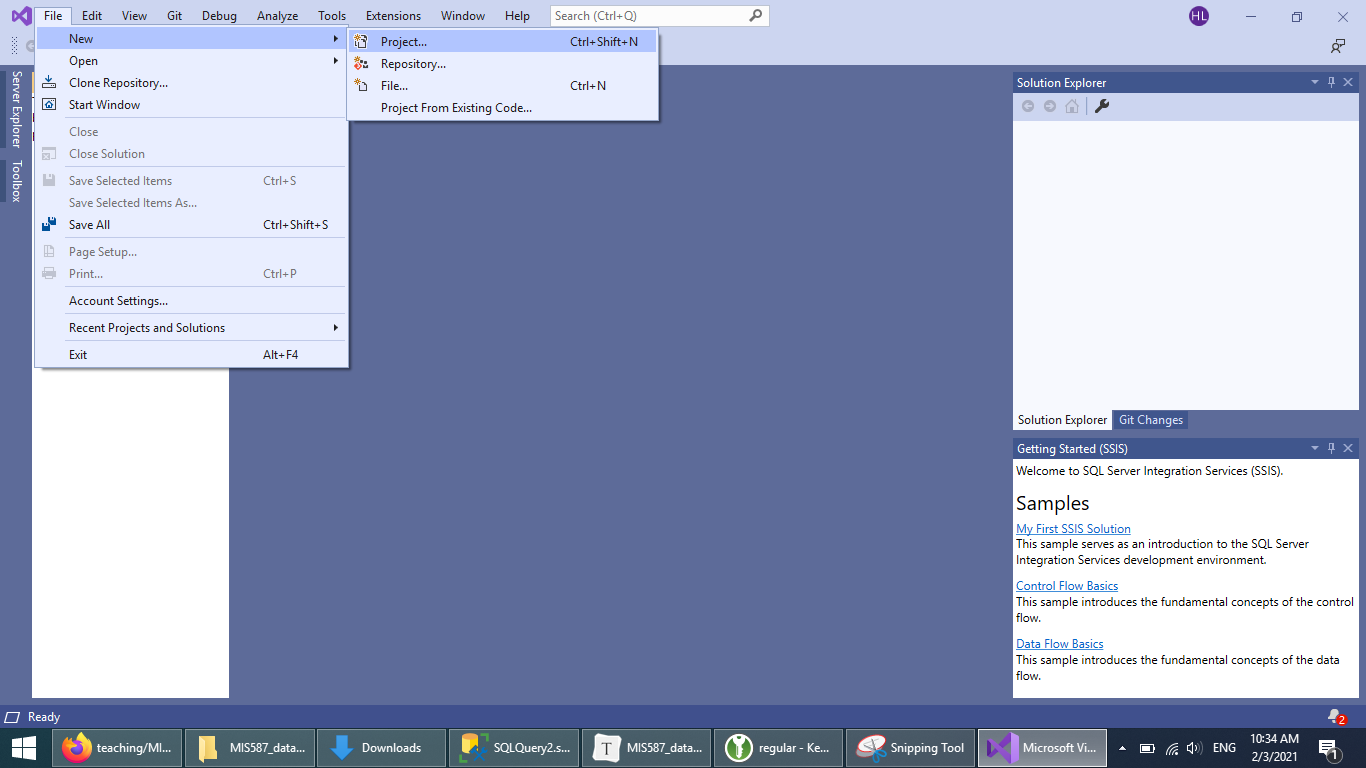 File Edit View Git Debug Analyze Tools Extensions Window Help Search (Ctrl+Q) HL
New
Open
Clone Repository...
Start Window
Close
Close Solution
Save Selected Items Ctrl+S
Save Selected Items As...
Save All Ctrl+Shift+S
Page Setup...
Print... Ctrl+P
Account Settings...
Recent Projects and Solutions
Exit Alt+F4
Project... Ctrl+Shift+N
Repository...
File... Ctrl+N
Project From Existing Code...
Server Explorer
Toolbox
Solution Explorer
Solution Explorer Git Changes
Getting Started (SSIS)
Welcome to SQL Server Integration Services (SSIS).
Samples
My First SSIS Solution
This sample serves as an introduction to the SQL Server
Integration Services development environment.
Control Flow Basics
This sample introduces the fundamental concepts of the control
flow.
Data Flow Basics
This sample introduces the fundamental concepts of the data
flow.
Ready 2
teaching/MI... MIS587_data... Downloads SQLQuery2.s... T MIS587_data... regular - Ke... Snipping Tool Microsoft Vi... ENG 10:34 AM 1
2/3/2021